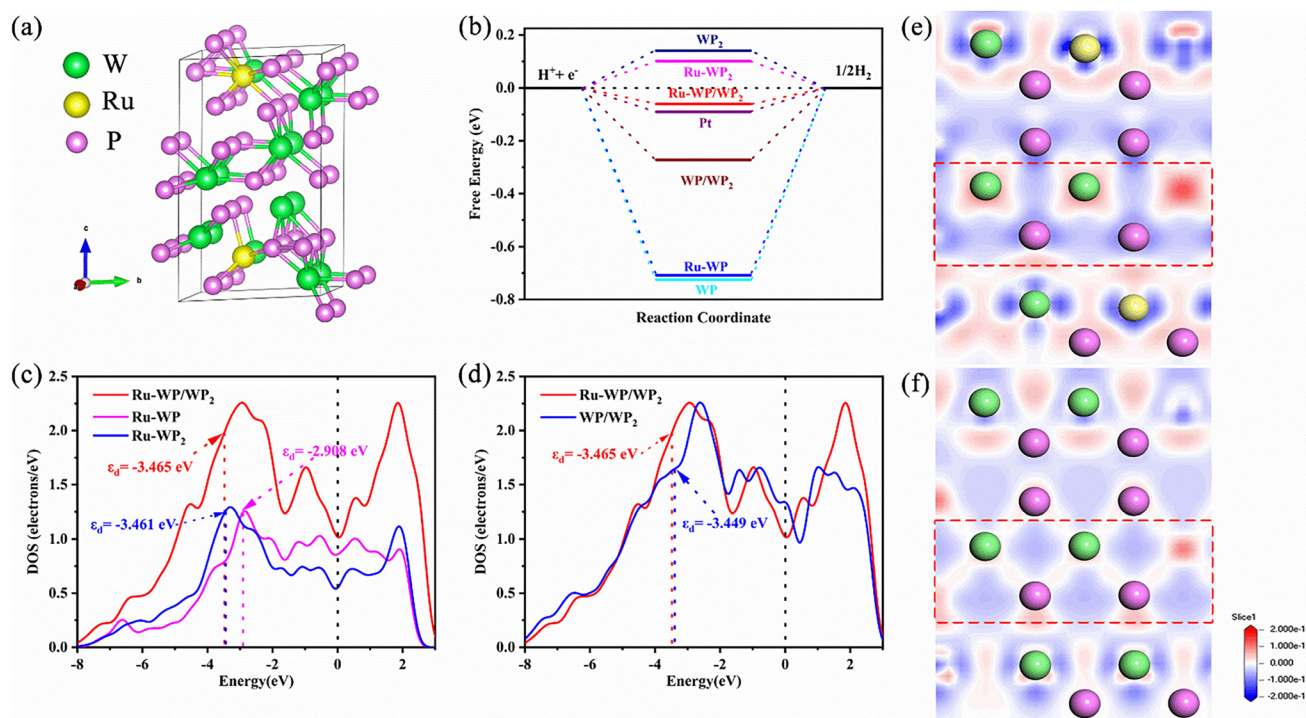 (a)
W
Ru
P
c
b
(b)
Free Energy (eV)
0.2
0.0
-0.2
-0.4
-0.6
-0.8
H⁺+ e⁻
1/2H₂
WP₂
Ru-WP₂
Ru-WP/WP₂
Pt
WP/WP₂
Ru-WP
WP
Reaction Coordinate
(e)
(c)
DOS (electrons/eV)
2.5
2.0
1.5
1.0
0.5
0.0
Ru-WP/WP₂
Ru-WP
Ru-WP₂
εd= -2.908 eV
εd= -3.465 eV
εd= -3.461 eV
-8
-6
-4
-2
0
2
Energy(eV)
(d)
DOS (electrons/eV)
2.5
2.0
1.5
1.0
0.5
0.0
Ru-WP/WP₂
WP/WP₂
εd= -3.465 eV
εd= -3.449 eV
-8
-6
-4
-2
0
2
Energy(eV)
(f)
Slice1
2.000e-1
1.000e-1
0.000
-1.000e-1
-2.000e-1